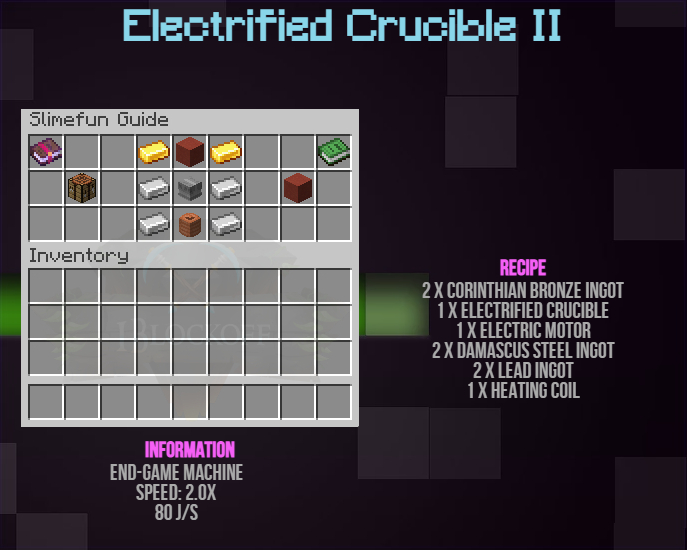 Electrified Crucible II
Slimefun Guide
Inventory
RECIPE
2 X CORINTHIAN BRONZE INGOT
1 X ELECTRIFIED CRUCIBLE
1 X ELECTRIC MOTOR
2 X DAMASCUS STEEL INGOT
2 X LEAD INGOT
1 X HEATING COIL
INFORMATION
END-GAME MACHINE
SPEED: 2.0X
80 J/S